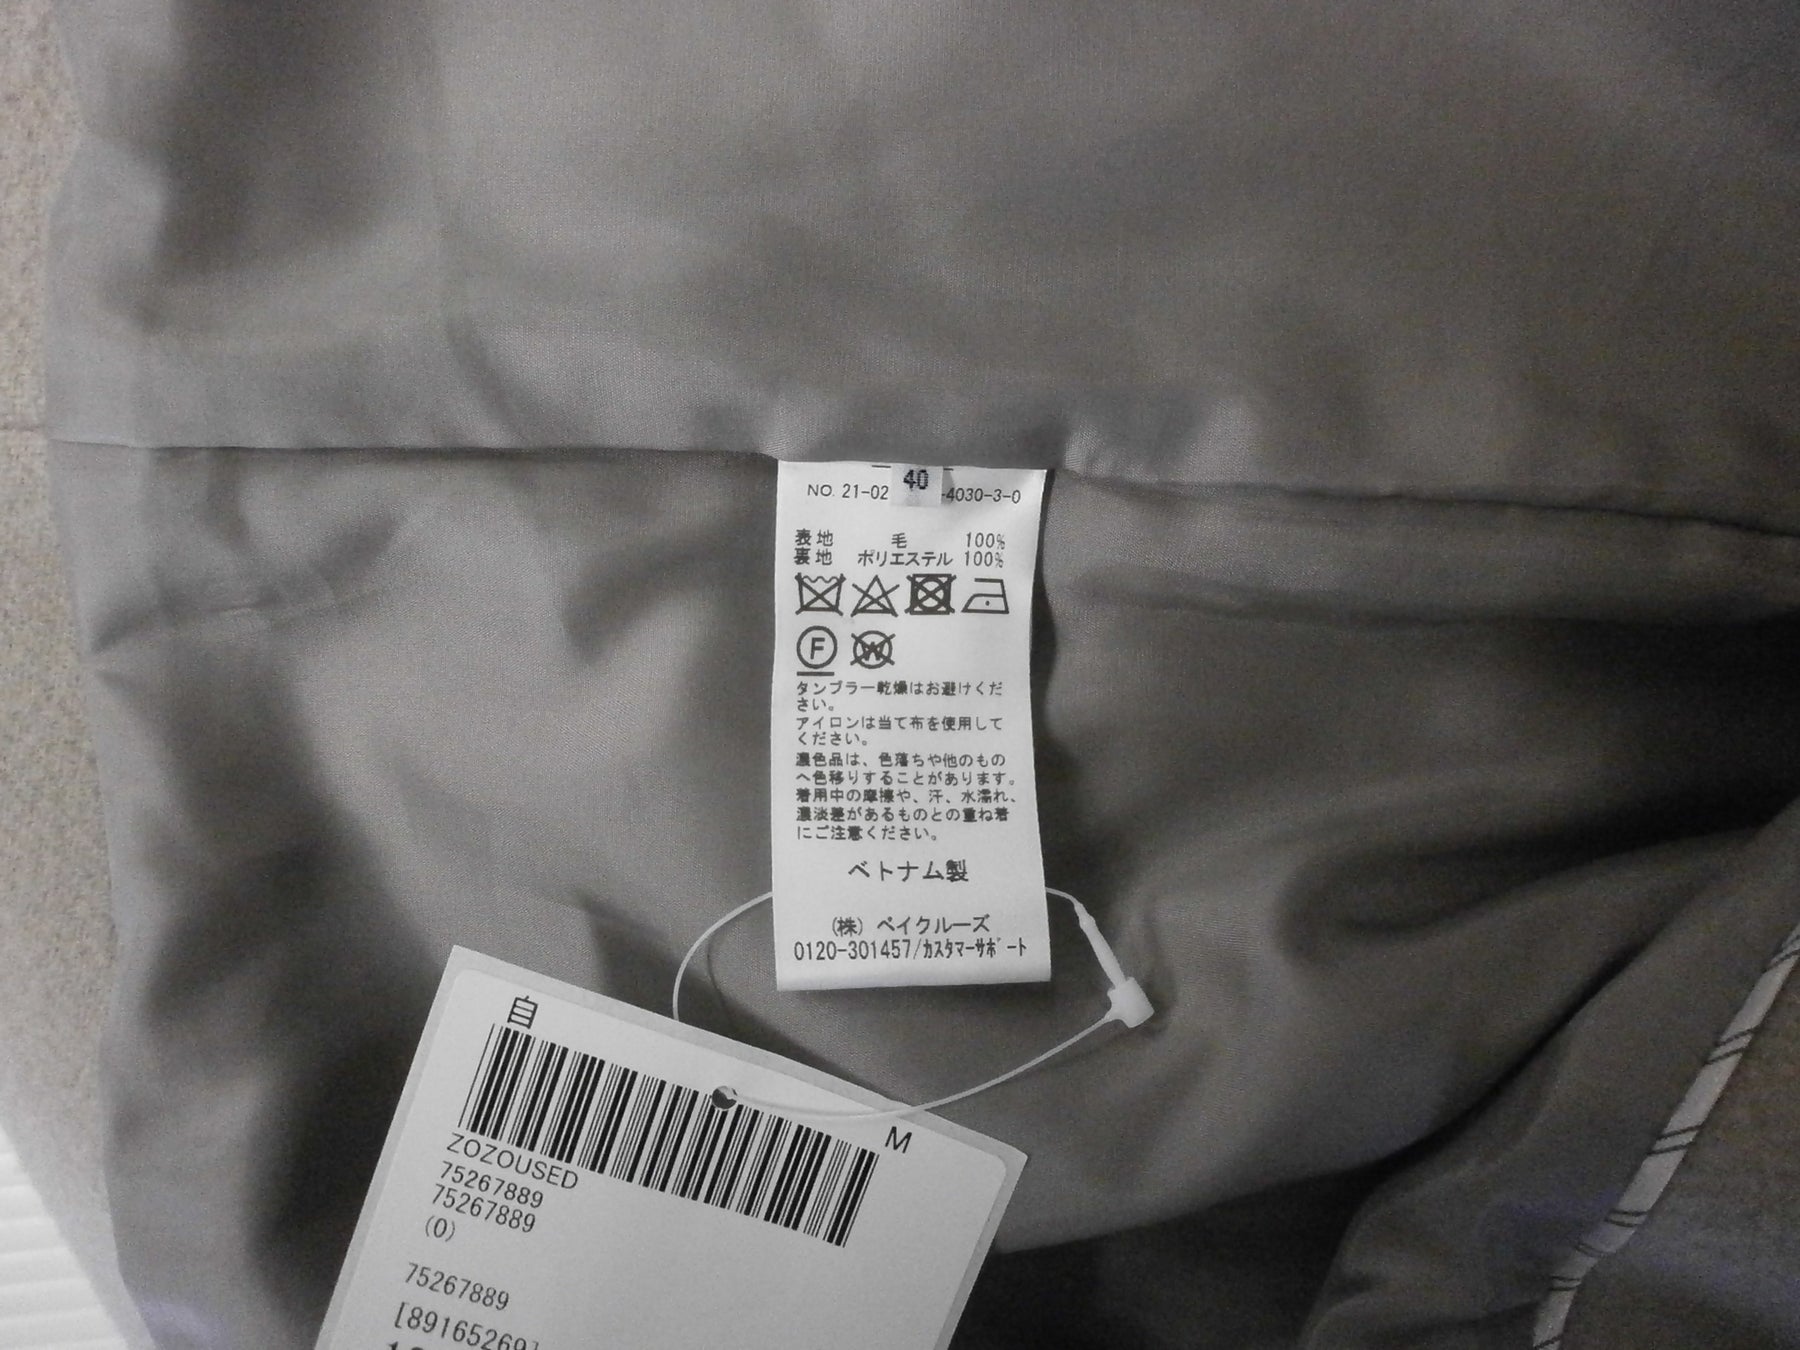 40
NO. 21-02 -4030-3-0
表地 毛 100%
裏地 ポリエステル 100%
F
W
タンブラー乾燥はお避けくだ
さい。
アイロンは当て布を使用して
ください。
濃色品は、色落ちや他のもの
へ色移りすることがあります。
着用中の摩擦や、汗、水濡れ、
濃淡差があるものとの重ね着
にご注意ください。
ベトナム製
(株) ベイクルーズ
0120-301457/ｶｽﾀﾏｰｻﾎﾟｰﾄ
自
M
ZOZOUSED
75267889
75267889
(0)
75267889
[89165269]